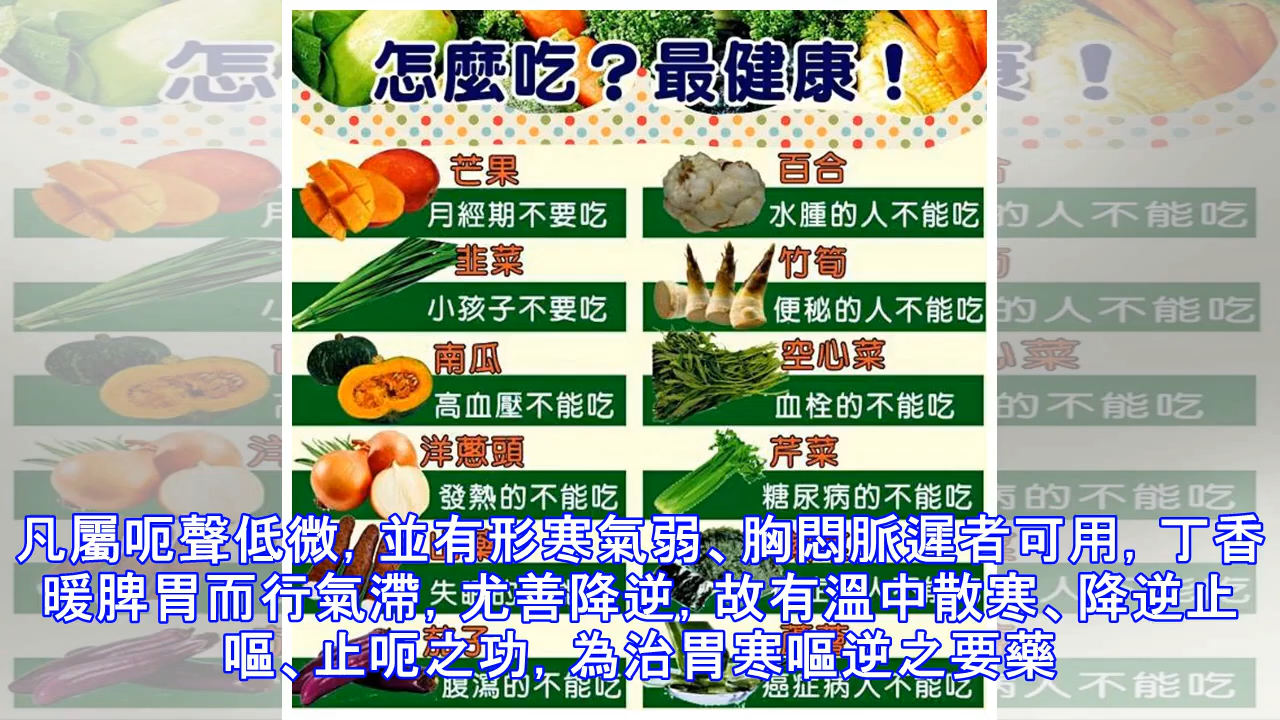 怎麼吃？最健康！
芒果
月經期不要吃
百合
水腫的人不能吃
韭菜
小孩子不要吃
竹筍
便秘的人不能吃
南瓜
高血壓不能吃
空心菜
血栓的不能吃
洋蔥頭
發熱的不能吃
芹菜
糖尿病的不能吃
茄子
腹瀉的不能吃
癌症病人不能吃
凡屬呃聲低微, 並有形寒氣弱、胸悶脈遲者可用, 丁香
暖脾胃而行氣滯, 尤善降逆, 故有溫中散寒、降逆止
嘔、止呃之功, 為治胃寒嘔逆之要藥